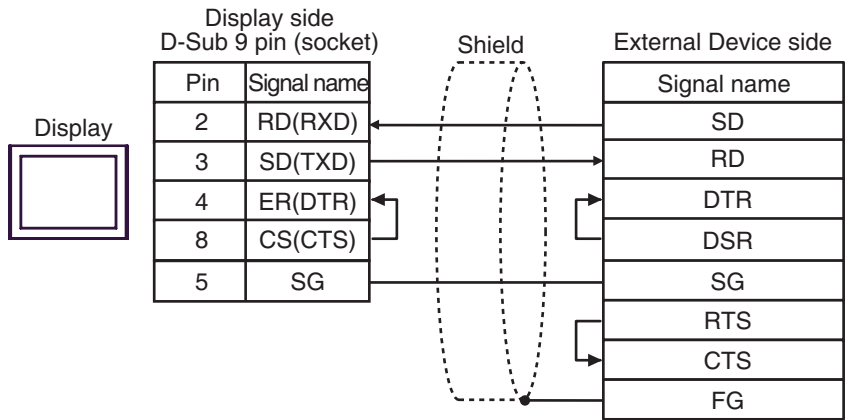 Display side
D-Sub 9 pin (socket)
Shield
External Device side
Pin Signal name
Signal name
Display
2 RD(RXD)
SD
3 SD(TXD)
RD
4 ER(DTR)
DTR
8 CS(CTS)
DSR
5 SG
SG
RTS
CTS
FG